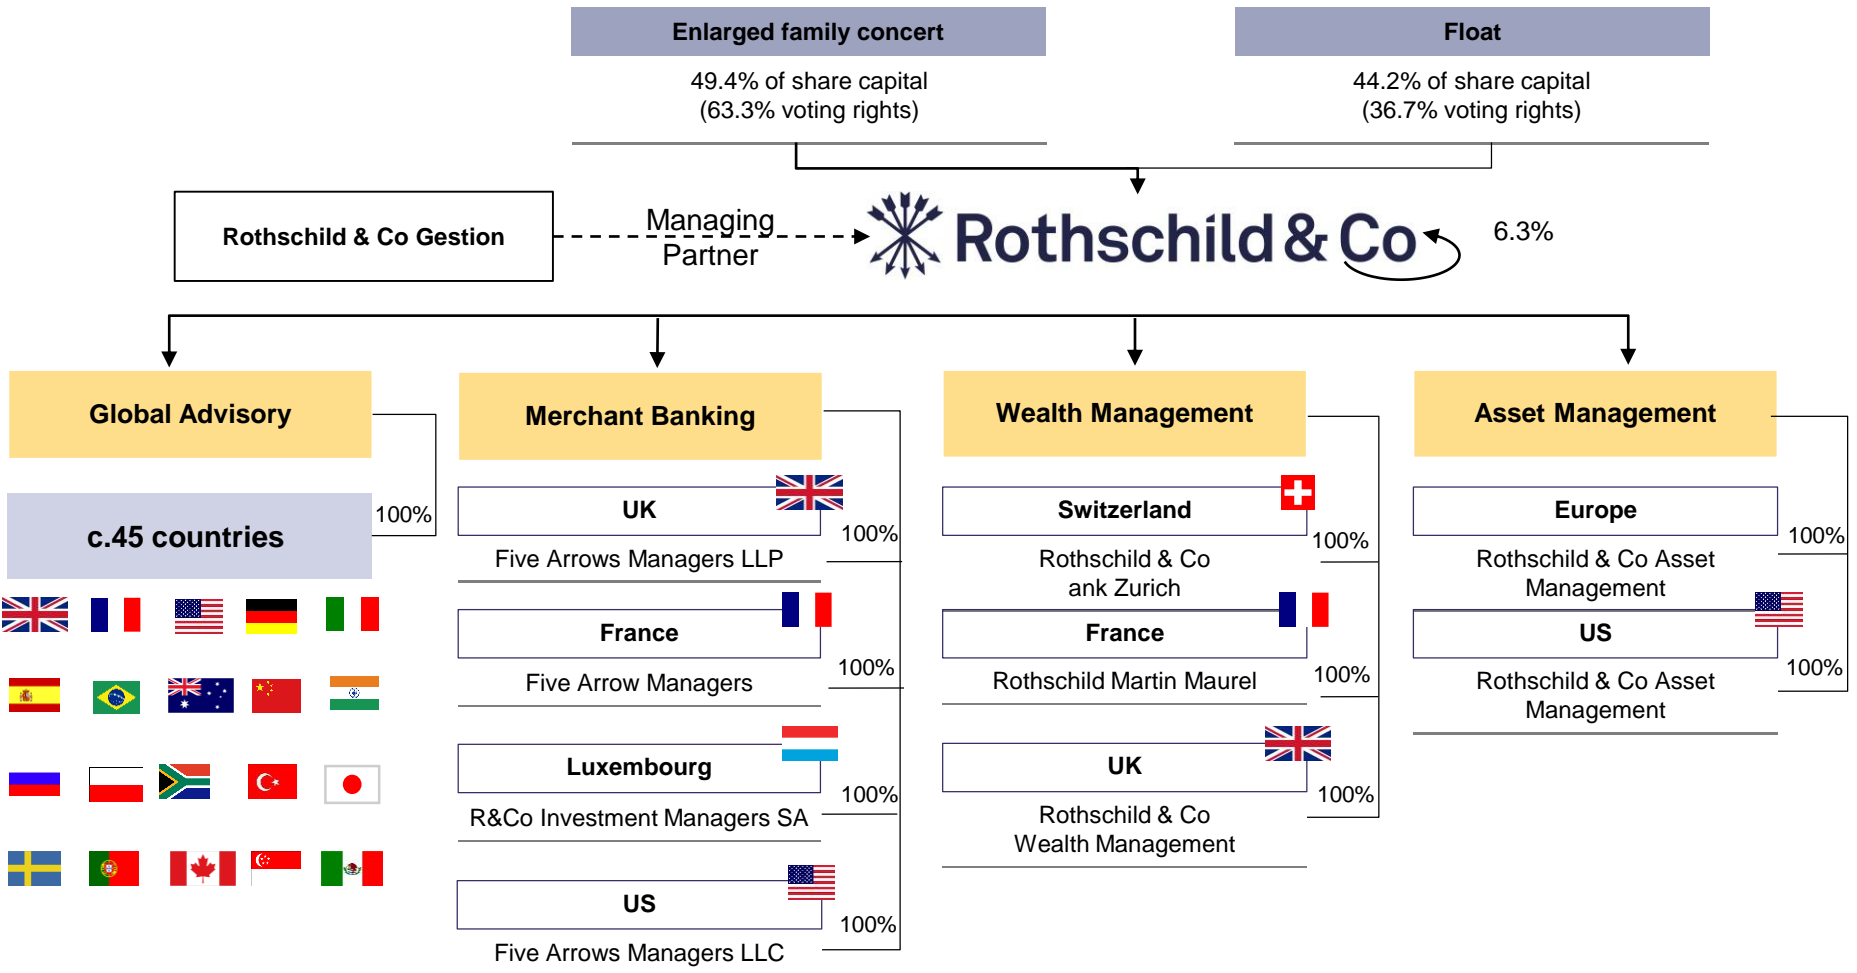 Enlarged family concert
49.4% of share capital
(63.3% voting rights)
Float
44.2% of share capital
(36.7% voting rights)
Rothschild & Co Gestion
Managing
Partner
Rothschild & Co
6.3%
Global Advisory
100%
c.45 countries
Merchant Banking
UK
100%
Five Arrows Managers LLP
France
100%
Five Arrow Managers
Luxembourg
100%
R&Co Investment Managers SA
US
100%
Five Arrows Managers LLC
Wealth Management
Switzerland
100%
Rothschild & Co
ank Zurich
France
100%
Rothschild Martin Maurel
UK
100%
Rothschild & Co
Wealth Management
Asset Management
Europe
100%
Rothschild & Co Asset
Management
US
100%
Rothschild & Co Asset
Management